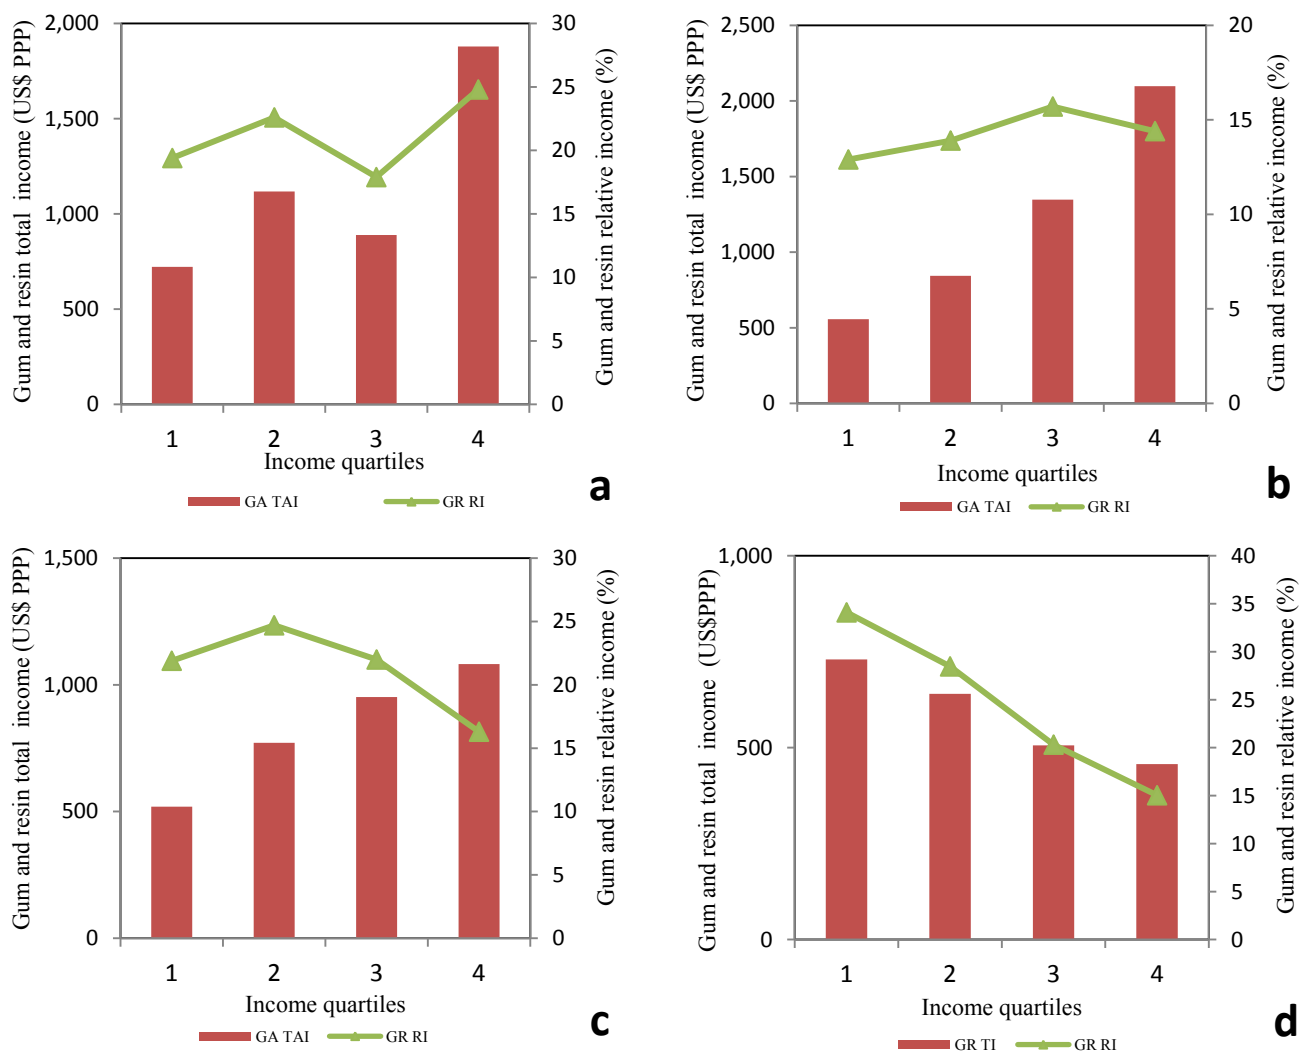 Gum and resin total income (US$ PPP)
2,000
1,500
1,000
500
0
30
25
20
15
10
5
0
Gum and resin relative income (%)
1 2 3 4
Income quartiles
GA TAI GR RI
a
Gum and resin total income (US$ PPP)
2,500
2,000
1,500
1,000
500
0
20
15
10
5
0
Gum and resin relative income (%)
1 2 3 4
Income quartiles
GA TAI GR RI
b
Gum and resin total income (US$ PPP)
1,500
1,000
500
0
30
25
20
15
10
5
0
Gum and resin relative income (%)
1 2 3 4
Income quartiles
GA TAI GR RI
c
Gum and resin total income (US$PPP)
1,000
500
0
40
35
30
25
20
15
10
5
0
Gum and resin relative income (%)
1 2 3 4
Income quartiles
GR TI GR RI
d